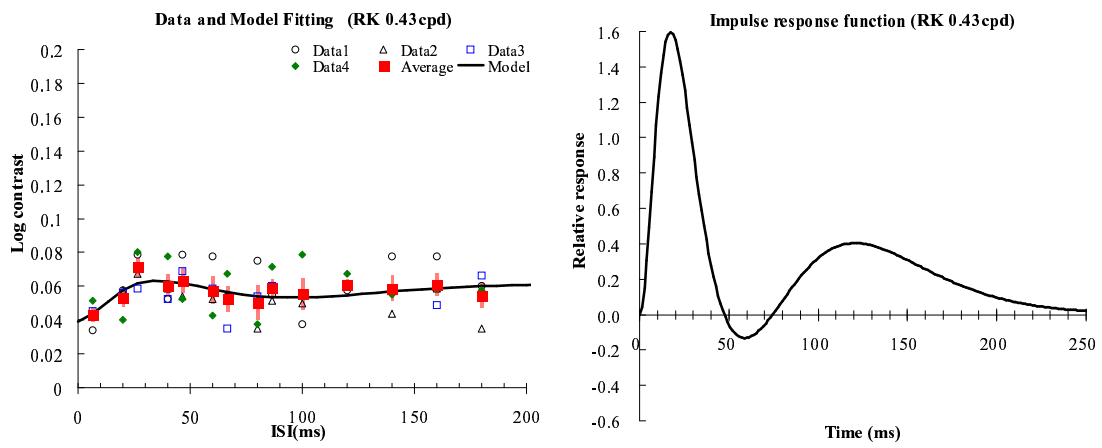 Data and Model Fitting (RK 0.43cpd)
0.2
0.18
0.16
0.14
0.12
0.1
0.08
0.06
0.04
0.02
0
Log contrast
Data1 Data2 Data3
Data4 Average Model
0 50 100 150 200
ISI(ms)
Impulse response function (RK 0.43cpd)
1.6
1.4
1.2
1.0
0.8
0.6
0.4
0.2
0.0
-0.2
-0.4
-0.6
Relative response
0 50 100 150 200 250
Time (ms)